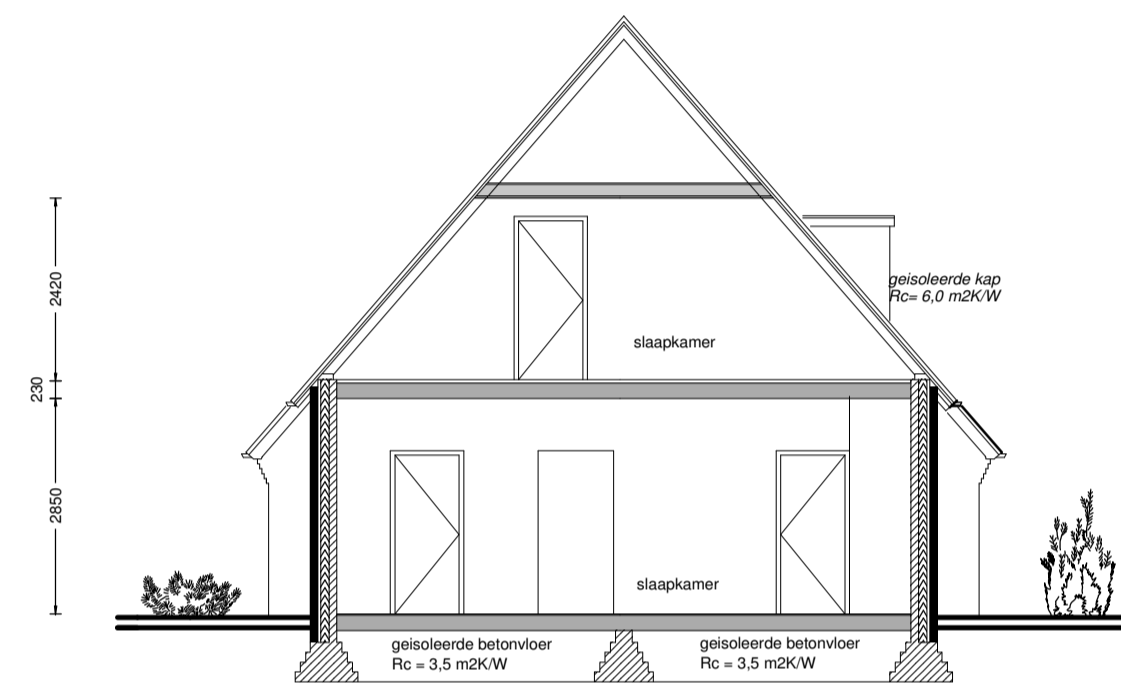 2420
geisoleerde kap
Rc= 6,0 m2K/W
slaapkamer
230
2850
slaapkamer
geisoleerde betonvloer
Rc = 3,5 m2K/W
geisoleerde betonvloer
Rc = 3,5 m2K/W